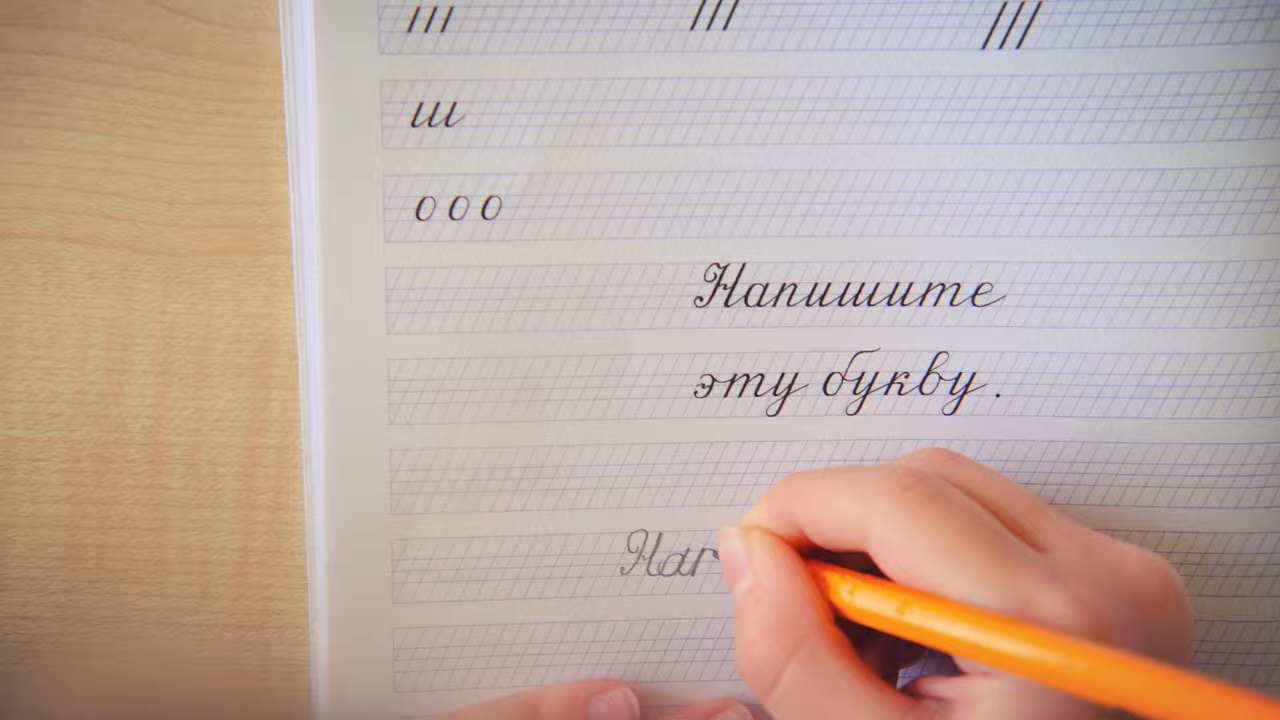 ш
о о о
Напишите
эту букву.